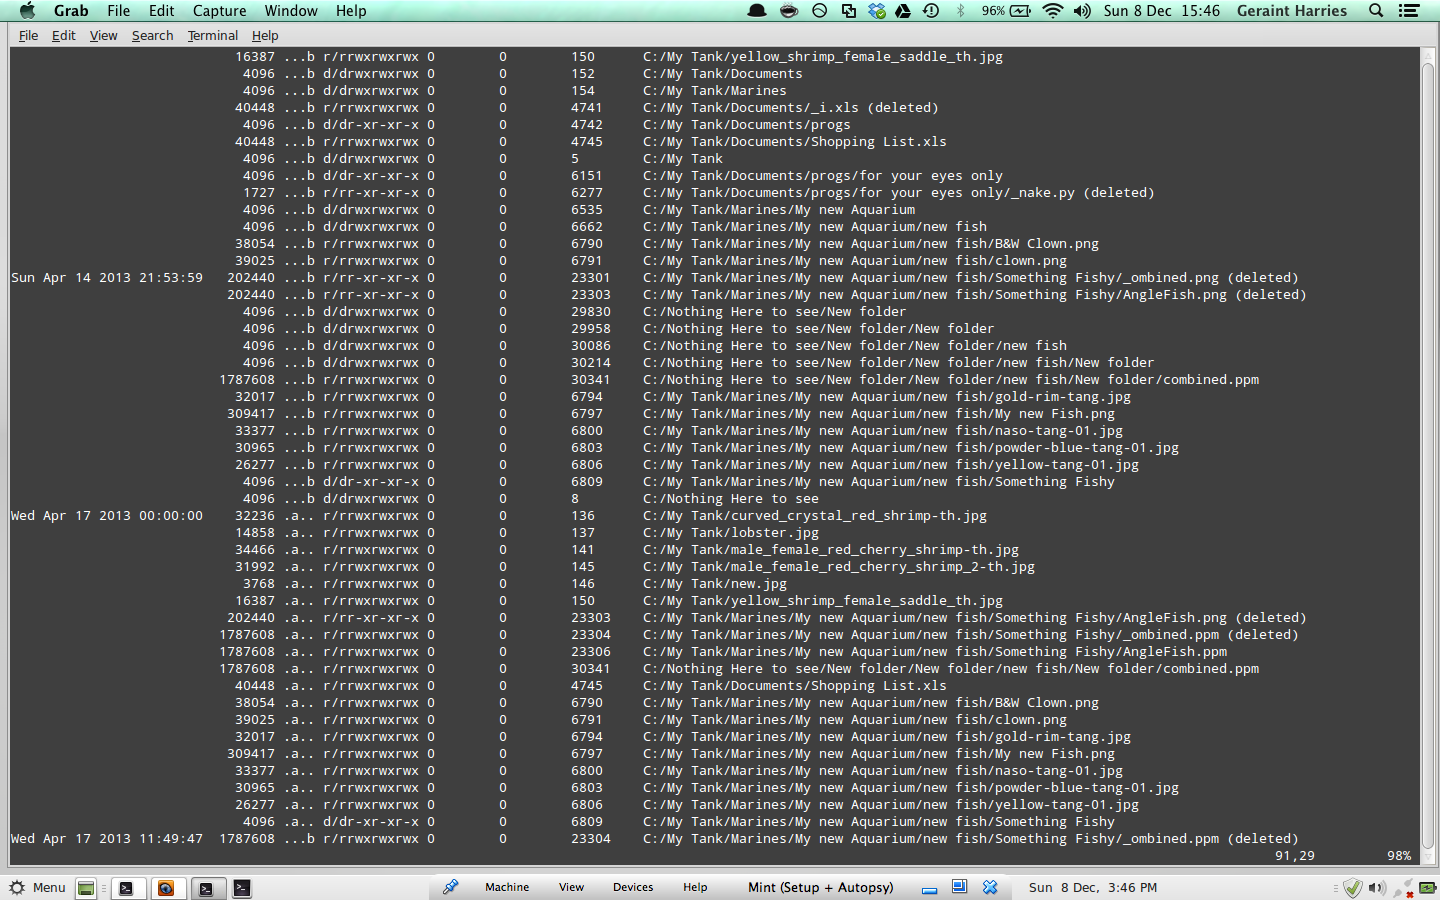 Grab File Edit Capture Window Help 96% Sun 8 Dec 15:46 Geraint Harries
File Edit View Search Terminal Help
16387 ...b r/rrwxrwxrwx 0 0 150 C:/My Tank/yellow_shrimp_female_saddle_th.jpg
4096 ...b d/drwxrwxrwx 0 0 152 C:/My Tank/Documents
4096 ...b d/drwxrwxrwx 0 0 154 C:/My Tank/Marines
40448 ...b r/rrwxrwxrwx 0 0 4741 C:/My Tank/Documents/_i.xls (deleted)
4096 ...b d/dr-xr-xr-x 0 0 4742 C:/My Tank/Documents/progs
40448 ...b r/rrwxrwxrwx 0 0 4745 C:/My Tank/Documents/Shopping List.xls
4096 ...b d/drwxrwxrwx 0 0 5 C:/My Tank
4096 ...b d/dr-xr-xr-x 0 0 6151 C:/My Tank/Documents/progs/for your eyes only
1727 ...b r/rr-xr-xr-x 0 0 6277 C:/My Tank/Documents/progs/for your eyes only/_nake.py (deleted)
4096 ...b d/drwxrwxrwx 0 0 6535 C:/My Tank/Marines/My new Aquarium
4096 ...b d/drwxrwxrwx 0 0 6662 C:/My Tank/Marines/My new Aquarium/new fish
38054 ...b r/rrwxrwxrwx 0 0 6790 C:/My Tank/Marines/My new Aquarium/new fish/B&W Clown.png
39025 ...b r/rrwxrwxrwx 0 0 6791 C:/My Tank/Marines/My new Aquarium/new fish/clown.png
Sun Apr 14 2013 21:53:59 202440 ...b r/rr-xr-xr-x 0 0 23301 C:/My Tank/Marines/My new Aquarium/new fish/Something Fishy/_ombined.png (deleted)
202440 ...b r/rr-xr-xr-x 0 0 23303 C:/My Tank/Marines/My new Aquarium/new fish/Something Fishy/AngleFish.png (deleted)
4096 ...b d/drwxrwxrwx 0 0 29830 C:/Nothing Here to see/New folder
4096 ...b d/drwxrwxrwx 0 0 29958 C:/Nothing Here to see/New folder/New folder
4096 ...b d/drwxrwxrwx 0 0 30086 C:/Nothing Here to see/New folder/New folder/new fish
4096 ...b d/drwxrwxrwx 0 0 30214 C:/Nothing Here to see/New folder/New folder/new fish/New folder
1787608 ...b r/rrwxrwxrwx 0 0 30341 C:/Nothing Here to see/New folder/New folder/new fish/New folder/combined.ppm
32017 ...b r/rrwxrwxrwx 0 0 6794 C:/My Tank/Marines/My new Aquarium/new fish/gold-rim-tang.jpg
309417 ...b r/rrwxrwxrwx 0 0 6797 C:/My Tank/Marines/My new Aquarium/new fish/My new Fish.png
33377 ...b r/rrwxrwxrwx 0 0 6800 C:/My Tank/Marines/My new Aquarium/new fish/naso-tang-01.jpg
30965 ...b r/rrwxrwxrwx 0 0 6803 C:/My Tank/Marines/My new Aquarium/new fish/powder-blue-tang-01.jpg
26277 ...b r/rrwxrwxrwx 0 0 6806 C:/My Tank/Marines/My new Aquarium/new fish/yellow-tang-01.jpg
4096 ...b d/dr-xr-xr-x 0 0 6809 C:/My Tank/Marines/My new Aquarium/new fish/Something Fishy
4096 ...b d/drwxrwxrwx 0 0 8 C:/Nothing Here to see
Wed Apr 17 2013 00:00:00 32236 .a.. r/rrwxrwxrwx 0 0 136 C:/My Tank/curved_crystal_red_shrimp-th.jpg
14858 .a.. r/rrwxrwxrwx 0 0 137 C:/My Tank/lobster.jpg
34466 .a.. r/rrwxrwxrwx 0 0 141 C:/My Tank/male_female_red_cherry_shrimp-th.jpg
31992 .a.. r/rrwxrwxrwx 0 0 145 C:/My Tank/male_female_red_cherry_shrimp_2-th.jpg
3768 .a.. r/rrwxrwxrwx 0 0 146 C:/My Tank/new.jpg
16387 .a.. r/rrwxrwxrwx 0 0 150 C:/My Tank/yellow_shrimp_female_saddle_th.jpg
202440 .a.. r/rr-xr-xr-x 0 0 23303 C:/My Tank/Marines/My new Aquarium/new fish/Something Fishy/AngleFish.png (deleted)
1787608 .a.. r/rrwxrwxrwx 0 0 23304 C:/My Tank/Marines/My new Aquarium/new fish/Something Fishy/_ombined.ppm (deleted)
1787608 .a.. r/rrwxrwxrwx 0 0 23306 C:/My Tank/Marines/My new Aquarium/new fish/Something Fishy/AngleFish.ppm
1787608 .a.. r/rrwxrwxrwx 0 0 30341 C:/Nothing Here to see/New folder/New folder/new fish/New folder/combined.ppm
40448 .a.. r/rrwxrwxrwx 0 0 4745 C:/My Tank/Documents/Shopping List.xls
38054 .a.. r/rrwxrwxrwx 0 0 6790 C:/My Tank/Marines/My new Aquarium/new fish/B&W Clown.png
39025 .a.. r/rrwxrwxrwx 0 0 6791 C:/My Tank/Marines/My new Aquarium/new fish/clown.png
32017 .a.. r/rrwxrwxrwx 0 0 6794 C:/My Tank/Marines/My new Aquarium/new fish/gold-rim-tang.jpg
309417 .a.. r/rrwxrwxrwx 0 0 6797 C:/My Tank/Marines/My new Aquarium/new fish/My new Fish.png
33377 .a.. r/rrwxrwxrwx 0 0 6800 C:/My Tank/Marines/My new Aquarium/new fish/naso-tang-01.jpg
30965 .a.. r/rrwxrwxrwx 0 0 6803 C:/My Tank/Marines/My new Aquarium/new fish/powder-blue-tang-01.jpg
26277 .a.. r/rrwxrwxrwx 0 0 6806 C:/My Tank/Marines/My new Aquarium/new fish/yellow-tang-01.jpg
4096 .a.. d/dr-xr-xr-x 0 0 6809 C:/My Tank/Marines/My new Aquarium/new fish/Something Fishy
Wed Apr 17 2013 11:49:47 1787608 ...b r/rrwxrwxrwx 0 0 23304 C:/My Tank/Marines/My new Aquarium/new fish/Something Fishy/_ombined.ppm (deleted)
91,29 98%
Menu Machine View Devices Help Mint (Setup + Autopsy) Sun 8 Dec, 3:46 PM